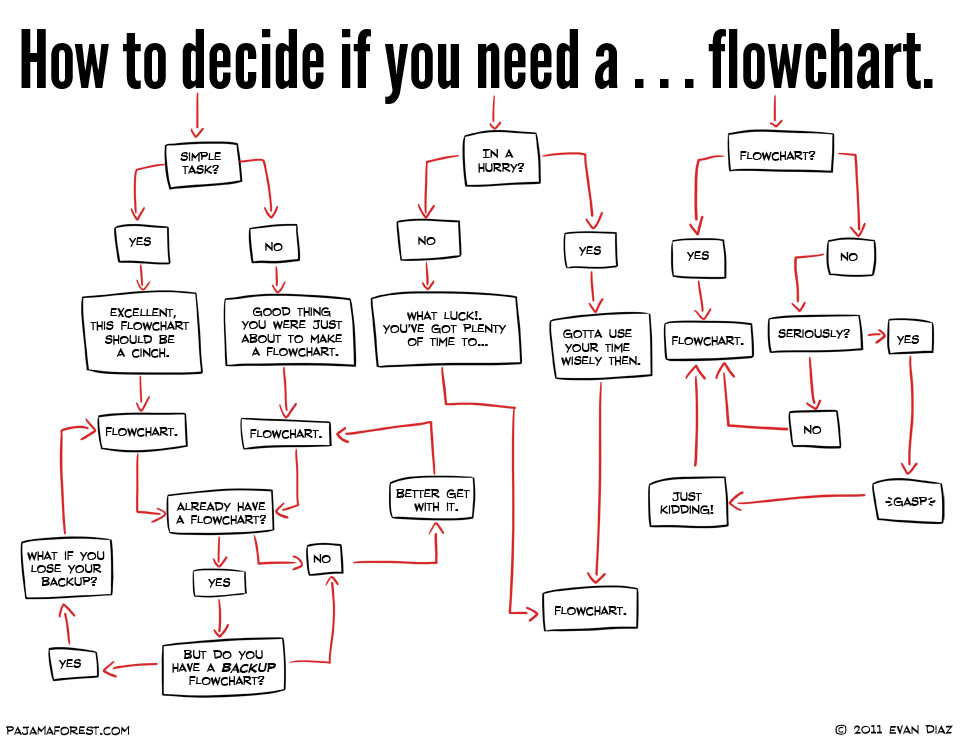 How to decide if you need a . . . flowchart.
SIMPLE
TASK?
YES
NO
EXCELLENT,
THIS FLOWCHART
SHOULD BE
A CINCH.
GOOD THING
YOU WERE JUST
ABOUT TO MAKE
A FLOWCHART.
FLOWCHART.
FLOWCHART.
ALREADY HAVE
A FLOWCHART?
NO
BETTER GET
WITH IT.
YES
BUT DO YOU
HAVE A BACKUP
FLOWCHART?
YES
WHAT IF YOU
LOSE YOUR
BACKUP?
IN A
HURRY?
NO
YES
WHAT LUCK!.
YOU'VE GOT PLENTY
OF TIME TO...
GOTTA USE
YOUR TIME
WISELY THEN.
FLOWCHART.
FLOWCHART?
YES
NO
FLOWCHART.
SERIOUSLY?
YES
NO
JUST
KIDDING!
GASP
PAJAMAFOREST.COM
© 2011 EVAN DIAZ